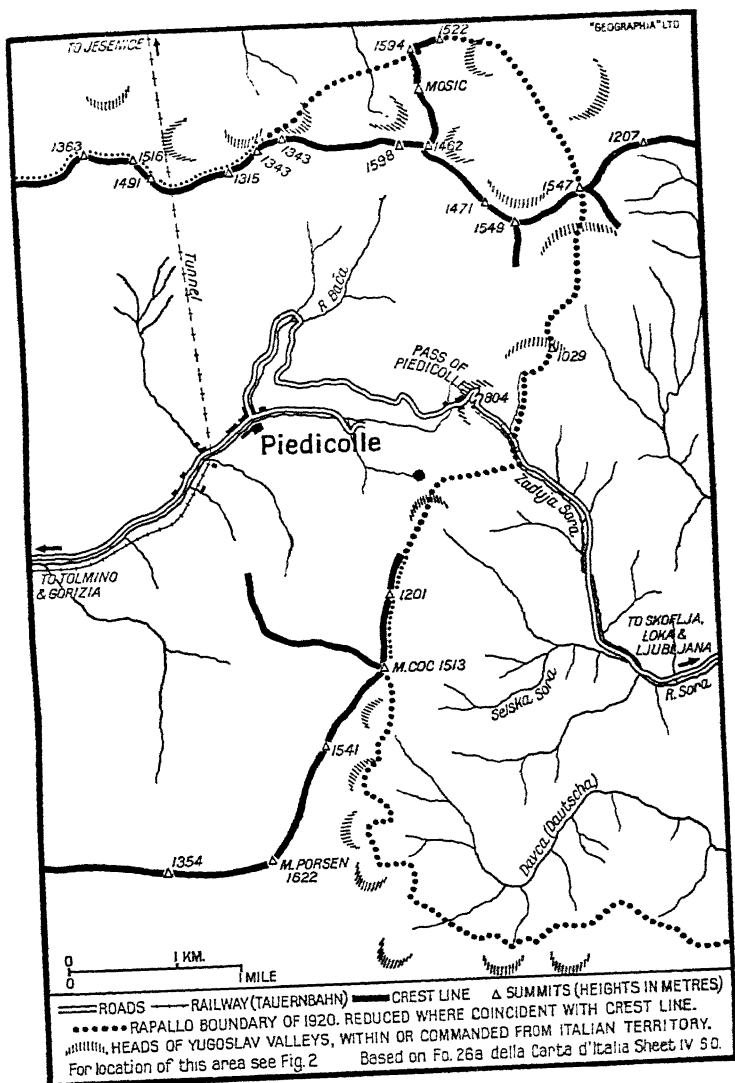 "GEOGRAPHIA" LTD
TO JESENICE
1522
1594
MOSIC
1363
1516
1491
1343
1343
1315
1598
1462
1207
1547
1471
1549
Tunnel
R. Bača
PASS OF
PIEDICOLLE
1029
804
Piedicolle
Zadnja Sora
TO TOLMINO
& GORIZIA
1201
TO SKOFLJA,
LOKA &
LJUBLJANA
M.COC 1513
Selska Sora
R. Sora
1541
Davca (Dautscha)
1354
M. PORSEN
1622
0 1 KM.
0 1 MILE
ROADS RAILWAY (TAUERNBAHN) CREST LINE SUMMITS (HEIGHTS IN METRES)
RAPALLO BOUNDARY OF 1920. REDUCED WHERE COINCIDENT WITH CREST LINE.
HEADS OF YUGOSLAV VALLEYS, WITHIN OR COMMANDED FROM ITALIAN TERRITORY.
For location of this area see Fig. 2 Based on Fo. 26a della Carta d'Italia Sheet IV S.O.